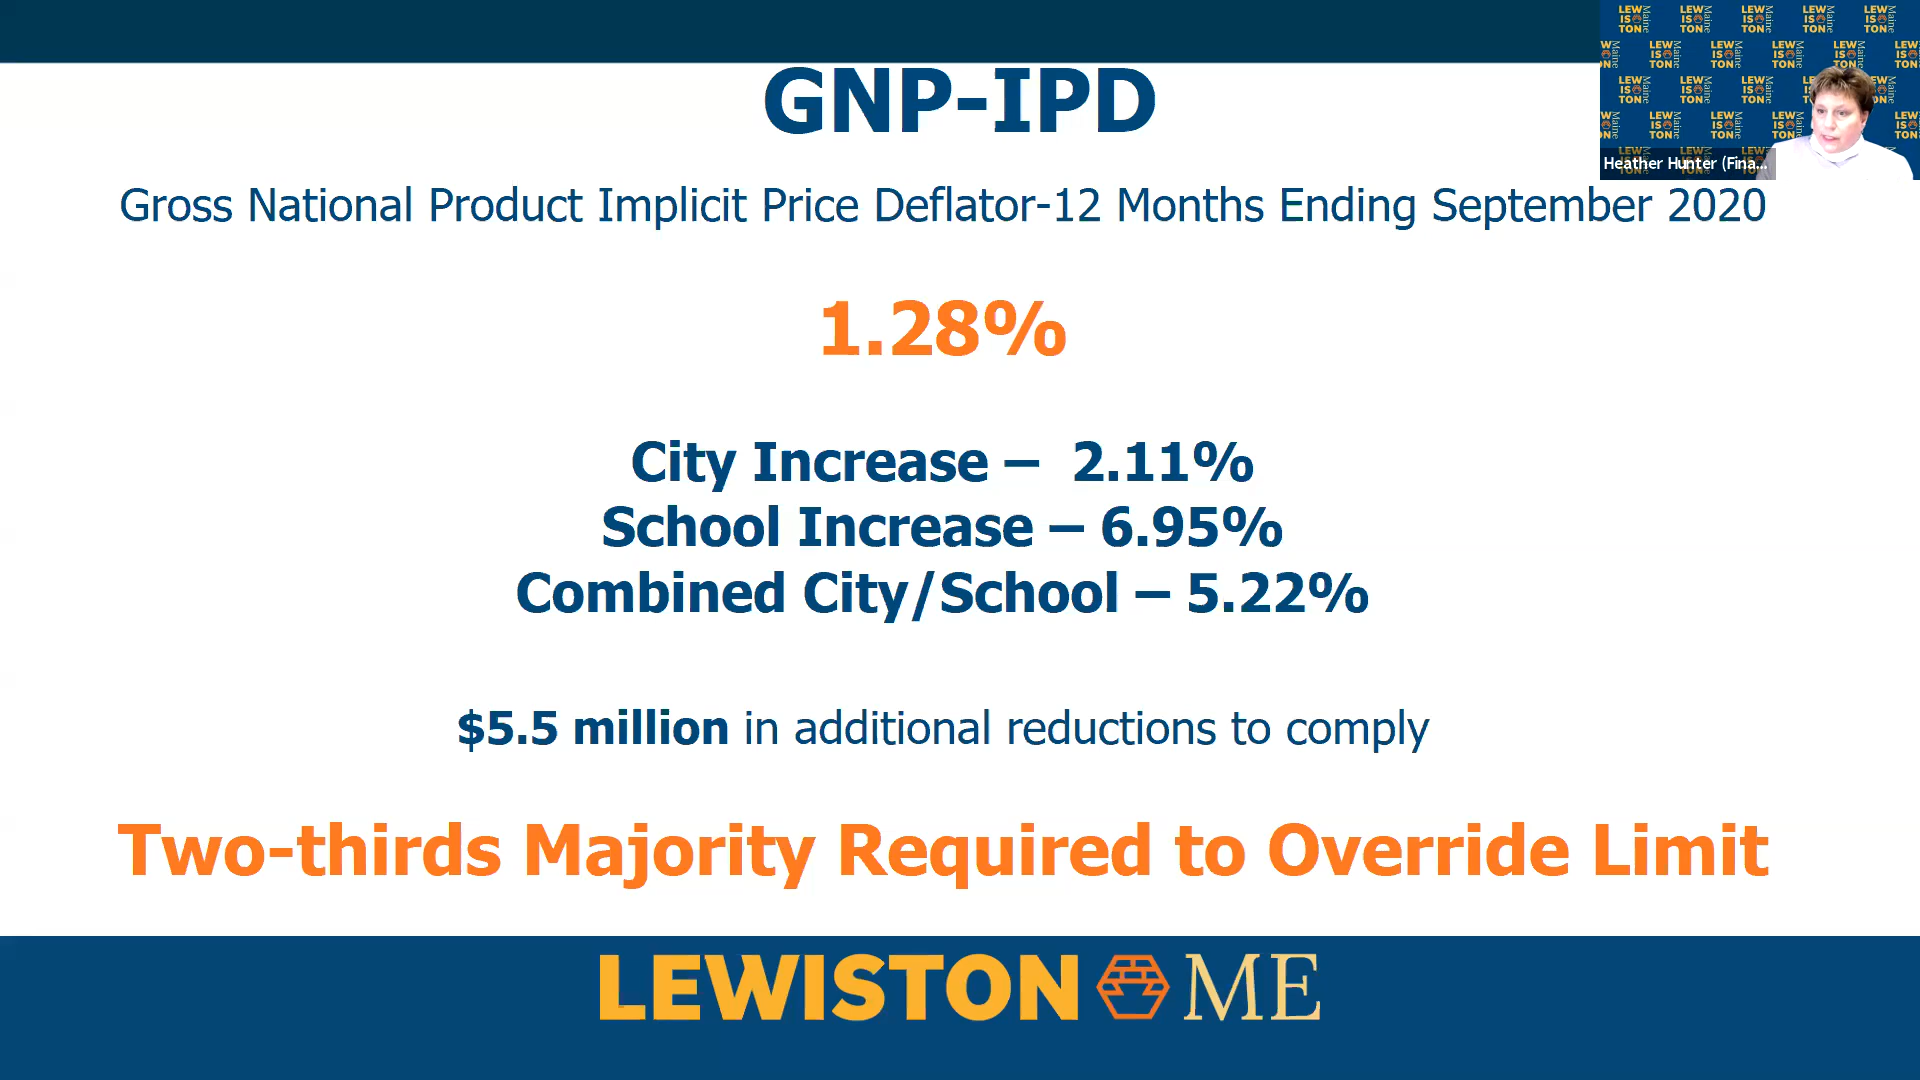 GNP-IPD
Heather Hunter (Fina...
Gross National Product Implicit Price Deflator-12 Months Ending September 2020
1.28%
City Increase – 2.11%
School Increase – 6.95%
Combined City/School – 5.22%
$5.5 million in additional reductions to comply
Two-thirds Majority Required to Override Limit
LEWISTON ME